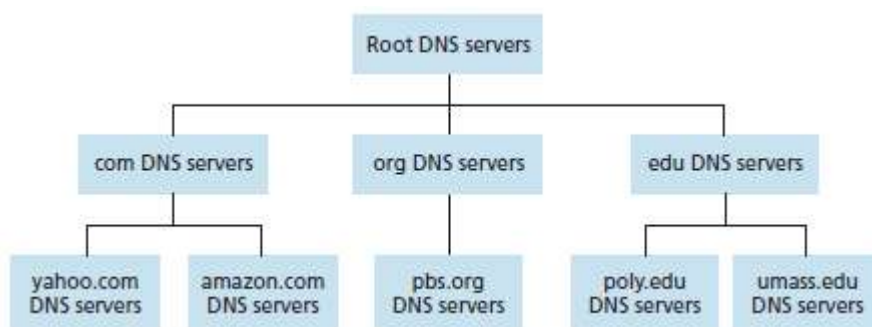 Root DNS servers
com DNS servers
org DNS servers
edu DNS servers
yahoo.com
DNS servers
amazon.com
DNS servers
pbs.org
DNS servers
poly.edu
DNS servers
umass.edu
DNS servers